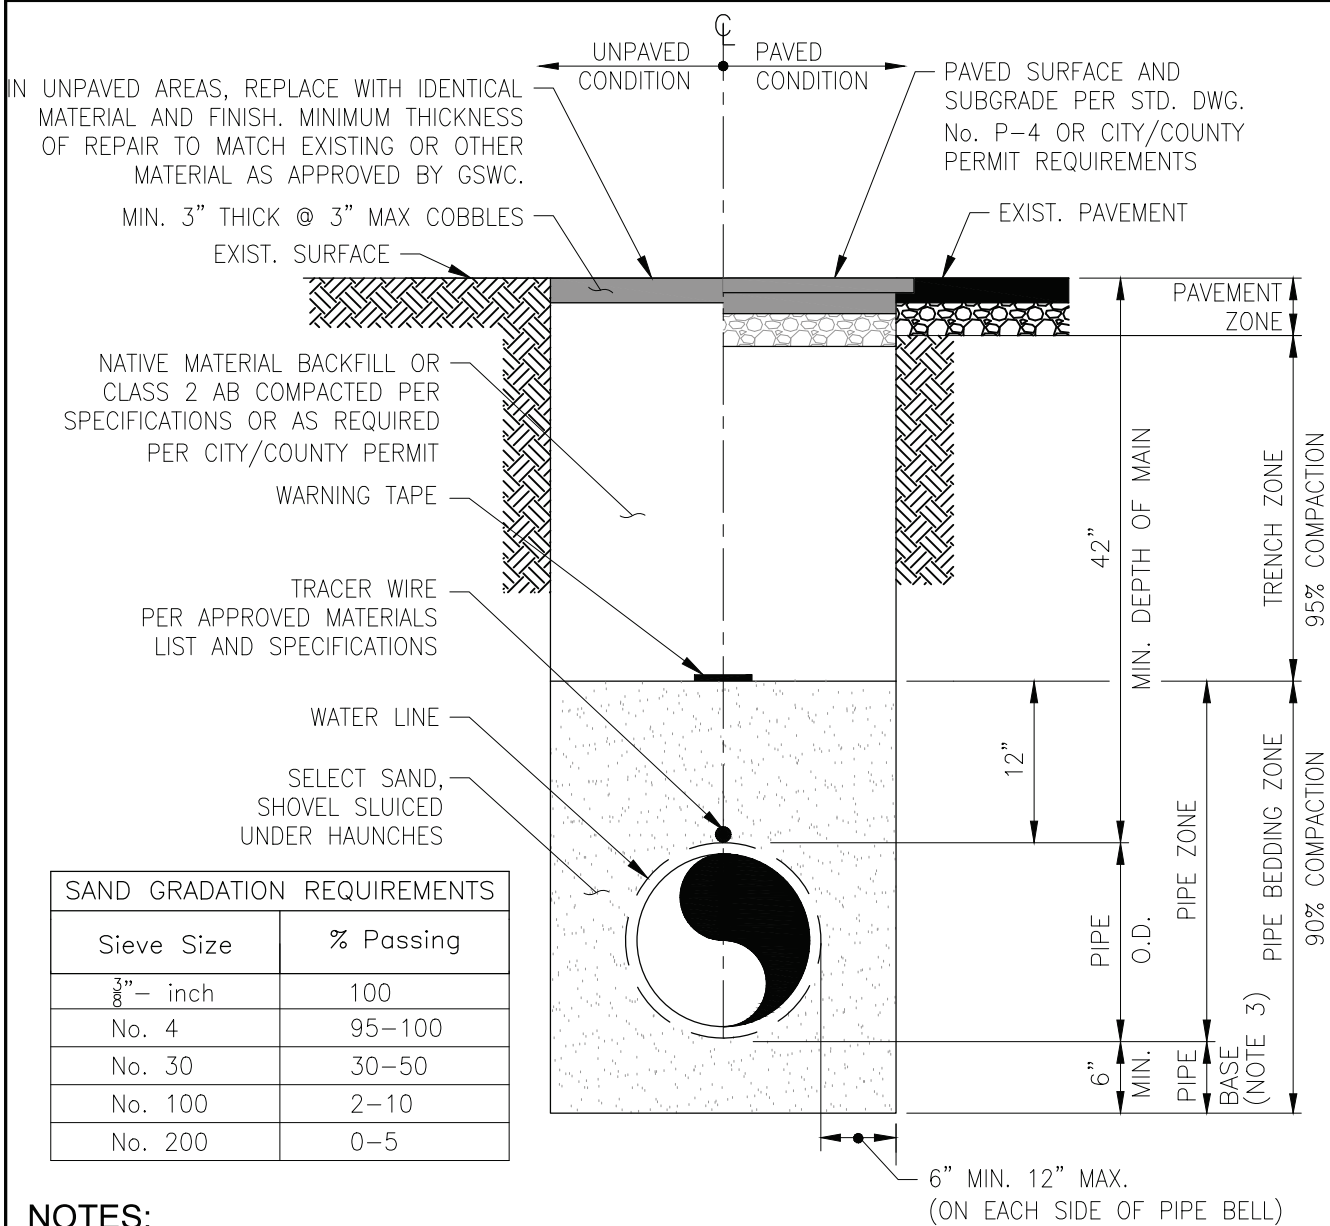 ℄
UNPAVED
CONDITION
PAVED
CONDITION
IN UNPAVED AREAS, REPLACE WITH IDENTICAL
MATERIAL AND FINISH. MINIMUM THICKNESS
OF REPAIR TO MATCH EXISTING OR OTHER
MATERIAL AS APPROVED BY GSWC.
PAVED SURFACE AND
SUBGRADE PER STD. DWG.
No. P-4 OR CITY/COUNTY
PERMIT REQUIREMENTS
MIN. 3" THICK @ 3" MAX COBBLES
EXIST. PAVEMENT
EXIST. SURFACE
PAVEMENT
ZONE
NATIVE MATERIAL BACKFILL OR
CLASS 2 AB COMPACTED PER
SPECIFICATIONS OR AS REQUIRED
PER CITY/COUNTY PERMIT
WARNING TAPE
TRACER WIRE
PER APPROVED MATERIALS
LIST AND SPECIFICATIONS
WATER LINE
SELECT SAND,
SHOVEL SLUICED
UNDER HAUNCHES
42"
MIN. DEPTH OF MAIN
TRENCH ZONE
95% COMPACTION
12"
PIPE
O.D.
PIPE ZONE
PIPE BEDDING ZONE
90% COMPACTION
6"
MIN.
PIPE
BASE
(NOTE 3)
6" MIN. 12" MAX.
(ON EACH SIDE OF PIPE BELL)
SAND GRADATION REQUIREMENTS
Sieve Size % Passing
3/8"- inch 100
No. 4 95-100
No. 30 30-50
No. 100 2-10
No. 200 0-5
NOTES: